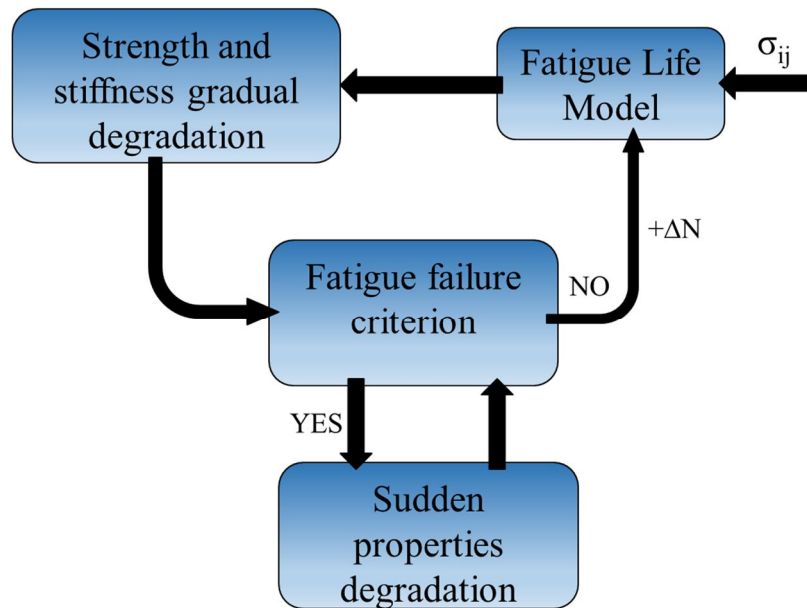 Strength and
stiffness gradual
degradation
Fatigue Life
Model
σij
+ΔN
Fatigue failure
criterion
NO
YES
Sudden
properties
degradation